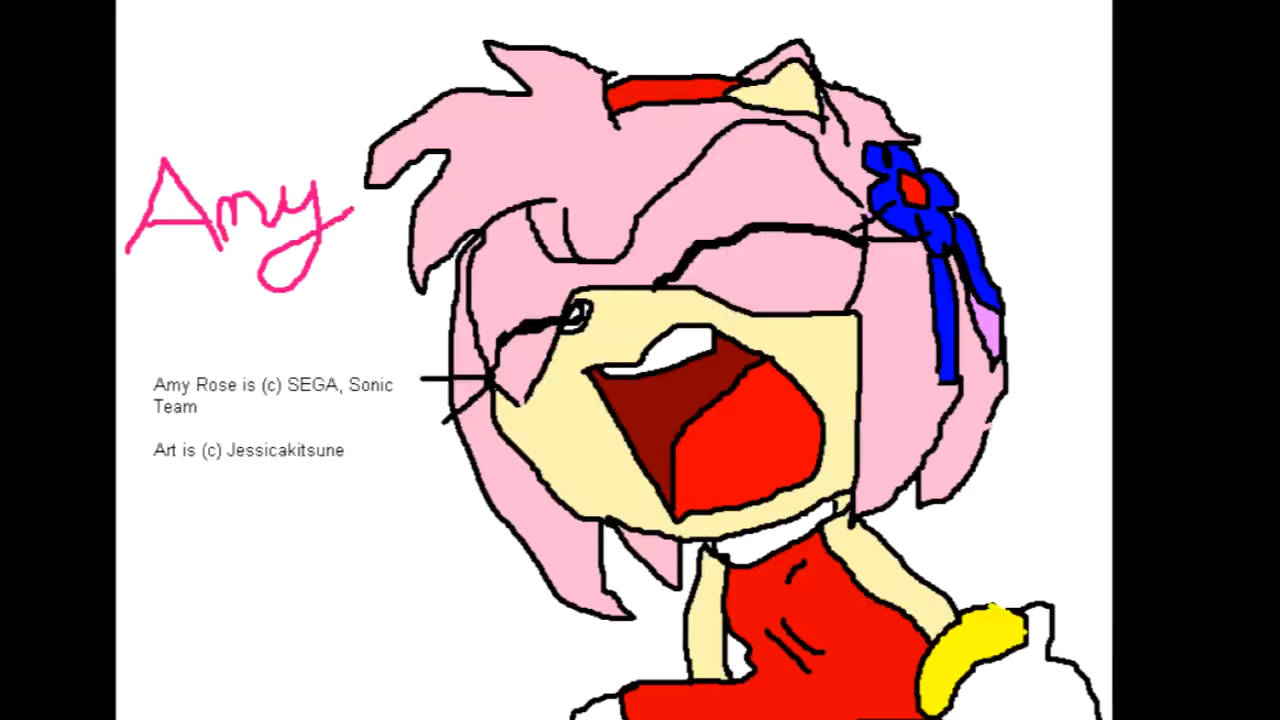 Amy
Amy Rose is (c) SEGA, Sonic
Team
Art is (c) Jessicakitsune